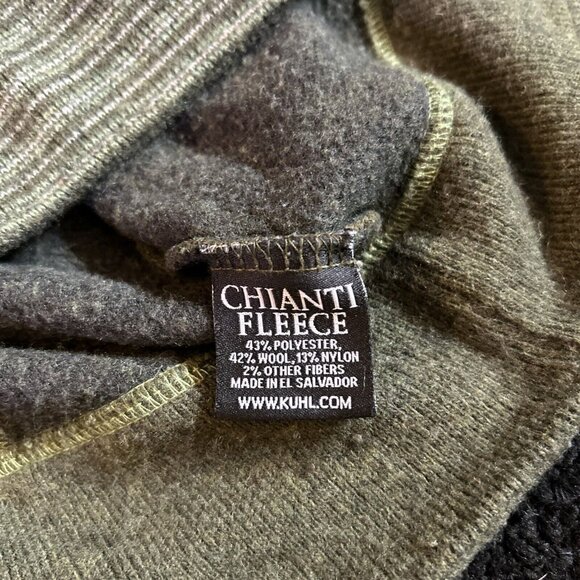 CHIANTI
FLEECE
43% POLYESTER,
42% WOOL, 13% NYLON
2% OTHER FIBERS
MADE IN EL SALVADOR
WWW.KUHL.COM